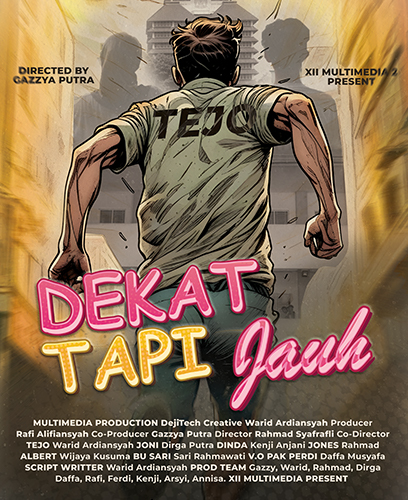 DIRECTED BY
GAZZYA PUTRA
XII MULTIMEDIA 2
PRESENT
TEJO
DEKAT
TAPI Jauh
MULTIMEDIA PRODUCTION DejiTech Creative Warid Ardiansyah Producer
Rafi Alifiansyah Co-Producer Gazzya Putra Director Rahmad Syafrafli Co-Director
TEJO Warid Ardiansyah JONI Dirga Putra DINDA Kenji Anjani JONES Rahmad
ALBERT Wijaya Kusuma BU SARI Sari Rahmawati V.O PAK PERDI Daffa Musyafa
SCRIPT WRITTER Warid Ardiansyah PROD TEAM Gazzy, Warid, Rahmad, Dirga
Daffa, Rafi, Ferdi, Kenji, Arsyi, Annisa. XII MULTIMEDIA PRESENT